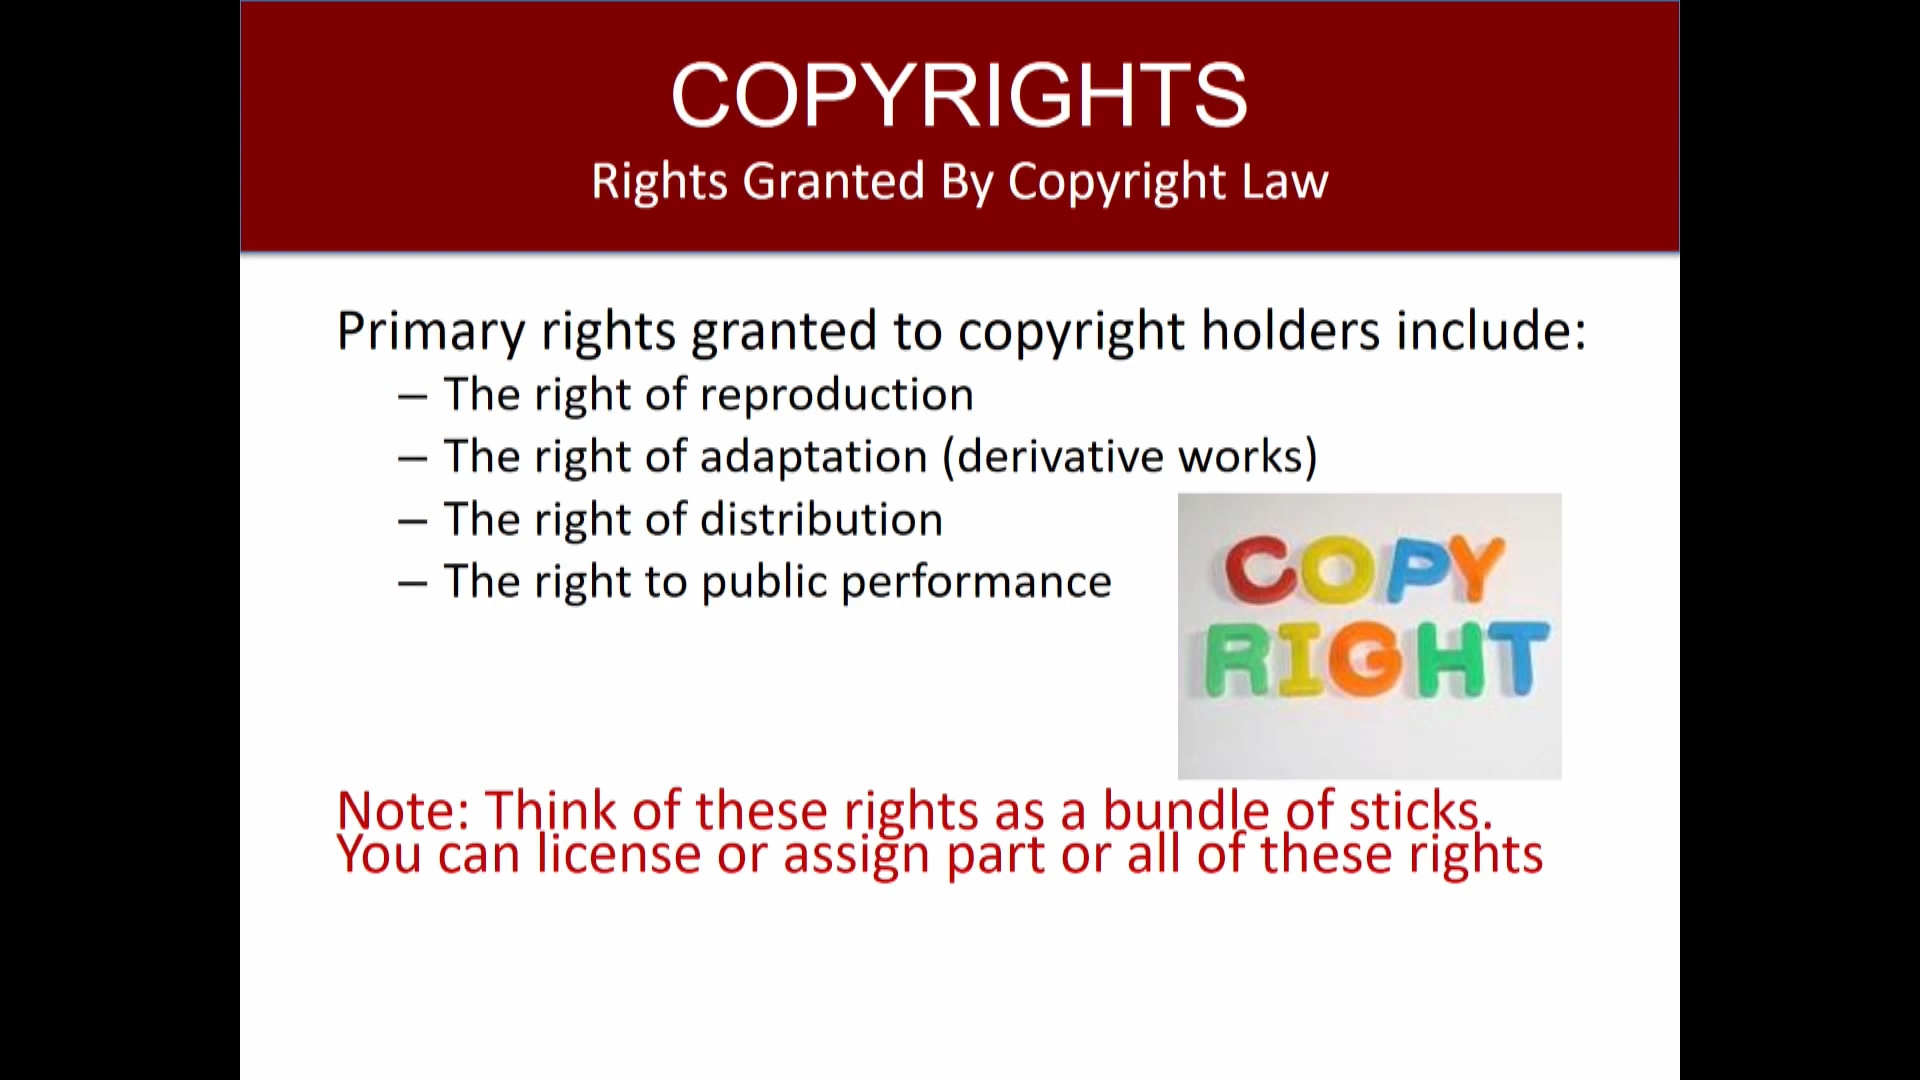 COPYRIGHTS
Rights Granted By Copyright Law
Primary rights granted to copyright holders include:
– The right of reproduction
– The right of adaptation (derivative works)
– The right of distribution
– The right to public performance
COPY
RIGHT
Note: Think of these rights as a bundle of sticks.
You can license or assign part or all of these rights